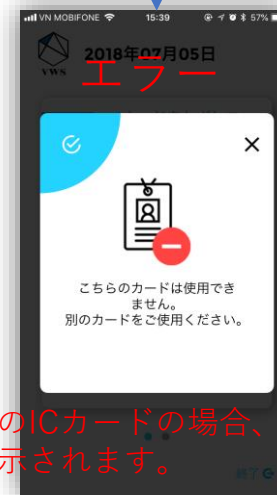 VN MOBIFONE 15:39 57%
2018年07月05日
VWS
エラー
こちらのカードは使用でき
ません。
別のカードをご使用ください。
のICカードの場合、
示されます。
終了